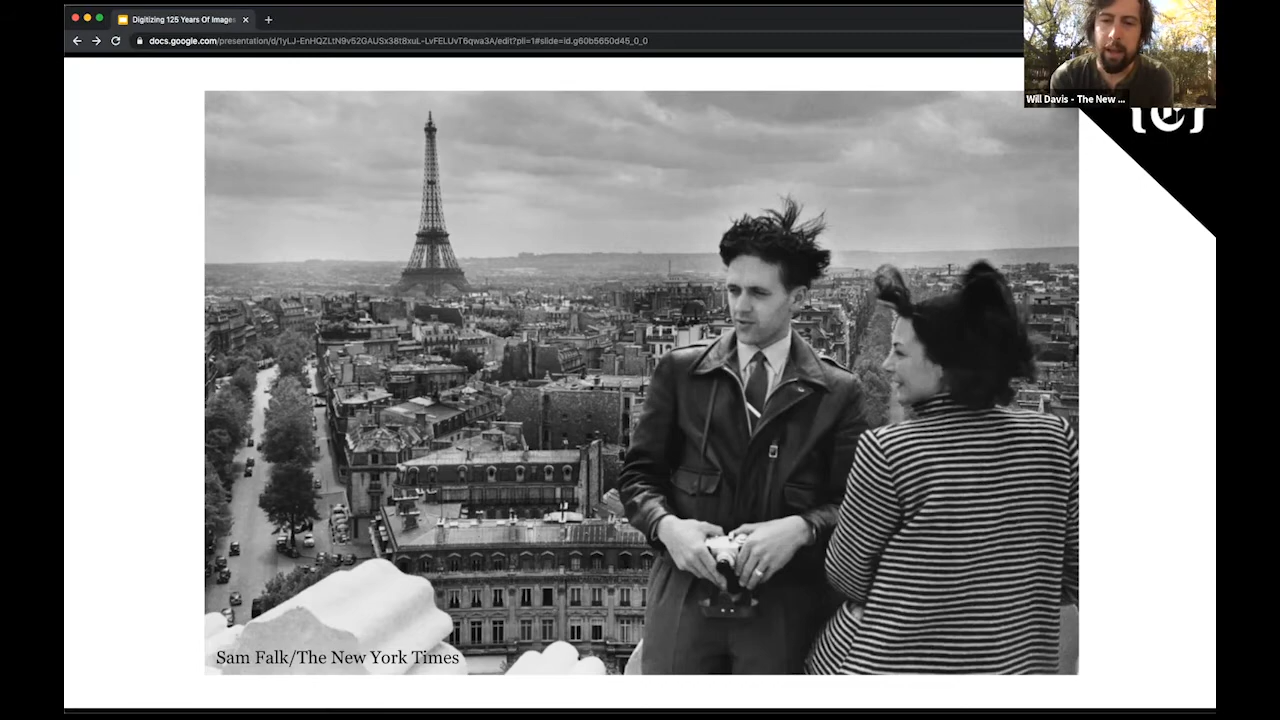 Digitizing 125 Years Of Image
docs.google.com/presentation/d/1yLJ-EnHQZLtN9v52GAUSx38t8xuL-LvFELUvT6qwa3A/edit?pli=1#slide=id.g60b5650d45_0_0
Will Davis - The New ...
Sam Falk/The New York Times